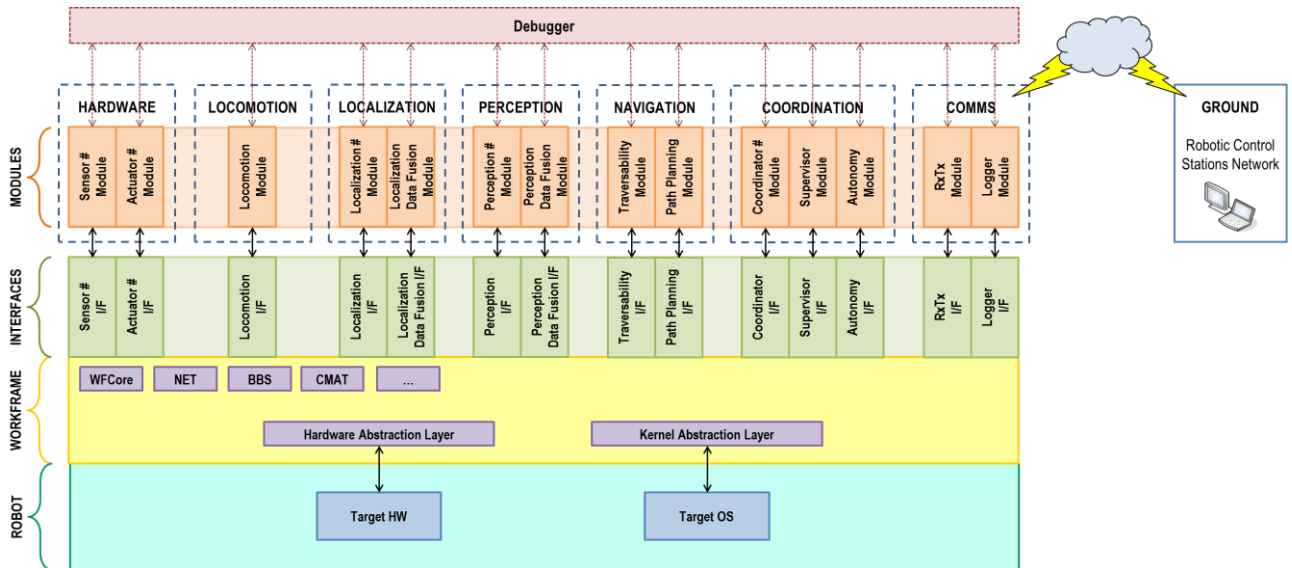 Debugger
HARDWARE
LOCOMOTION
LOCALIZATION
PERCEPTION
NAVIGATION
COORDINATION
COMMS
GROUND
Robotic Control
Stations Network
MODULES
Sensor #
Module
Actuator #
Module
Locomotion
Module
Localization #
Module
Localization
Data Fusion
Module
Perception #
Module
Perception
Data Fusion
Module
Traversability
Module
Path Planning
Module
Coordinator #
Module
Supervisor
Module
Autonomy
Module
RxTx
Module
Logger
Module
INTERFACES
Sensor #
I/F
Actuator #
I/F
Locomotion
I/F
Localization
I/F
Localization
Data Fusion I/F
Perception
I/F
Perception
Data Fusion I/F
Traversability
I/F
Path Planning
I/F
Coordinator
I/F
Supervisor
I/F
Autonomy
I/F
RxTx
I/F
Logger
I/F
WORKFRAME
WFCore
NET
BBS
CMAT
...
Hardware Abstraction Layer
Kernel Abstraction Layer
ROBOT
Target HW
Target OS